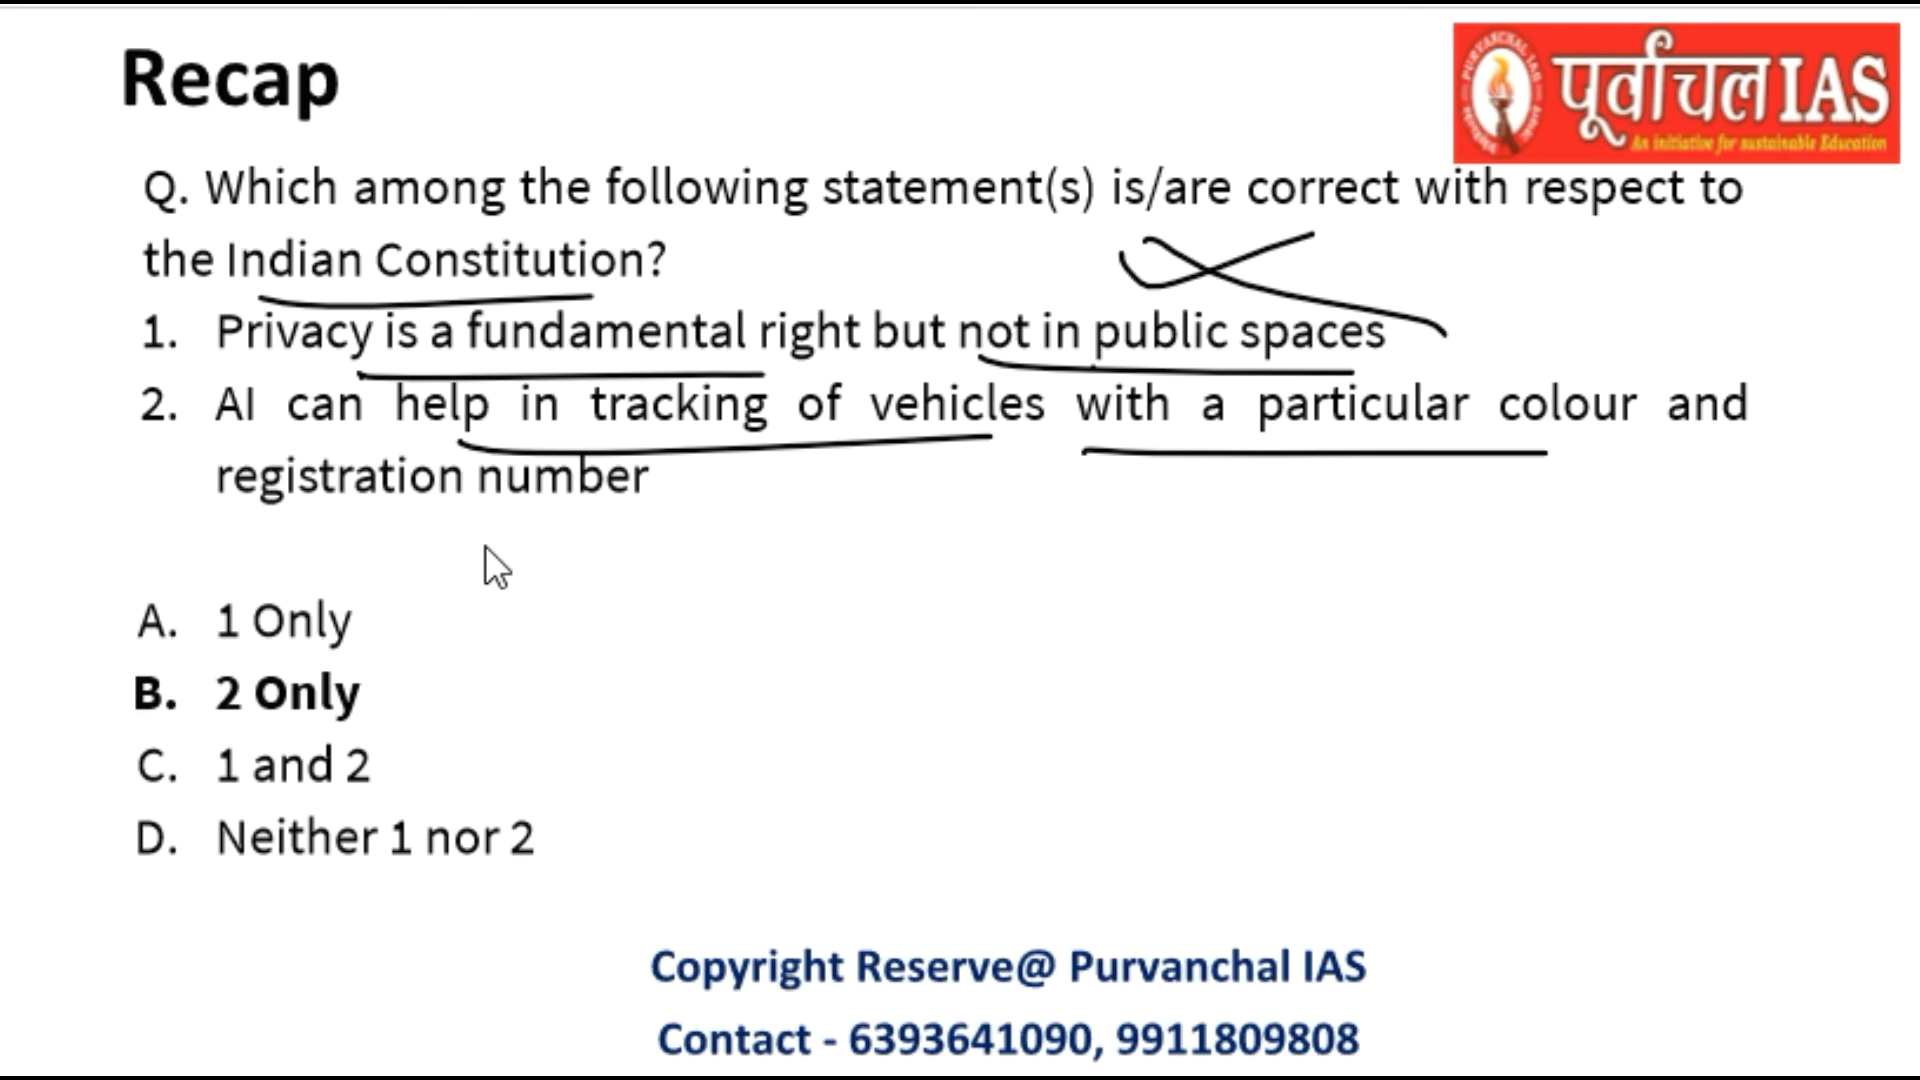 Recap
पूर्वांचल IAS
An initiative for sustainable Education
Q. Which among the following statement(s) is/are correct with respect to
the Indian Constitution?
1. Privacy is a fundamental right but not in public spaces
2. AI can help in tracking of vehicles with a particular colour and
registration number
A. 1 Only
B. 2 Only
C. 1 and 2
D. Neither 1 nor 2
Copyright Reserve@ Purvanchal IAS
Contact - 6393641090, 9911809808